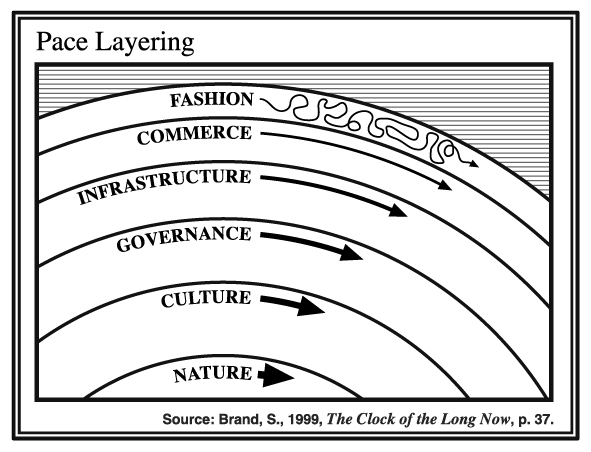 Pace Layering
FASHION
COMMERCE
INFRASTRUCTURE
GOVERNANCE
CULTURE
NATURE
Source: Brand, S., 1999, The Clock of the Long Now, p. 37.